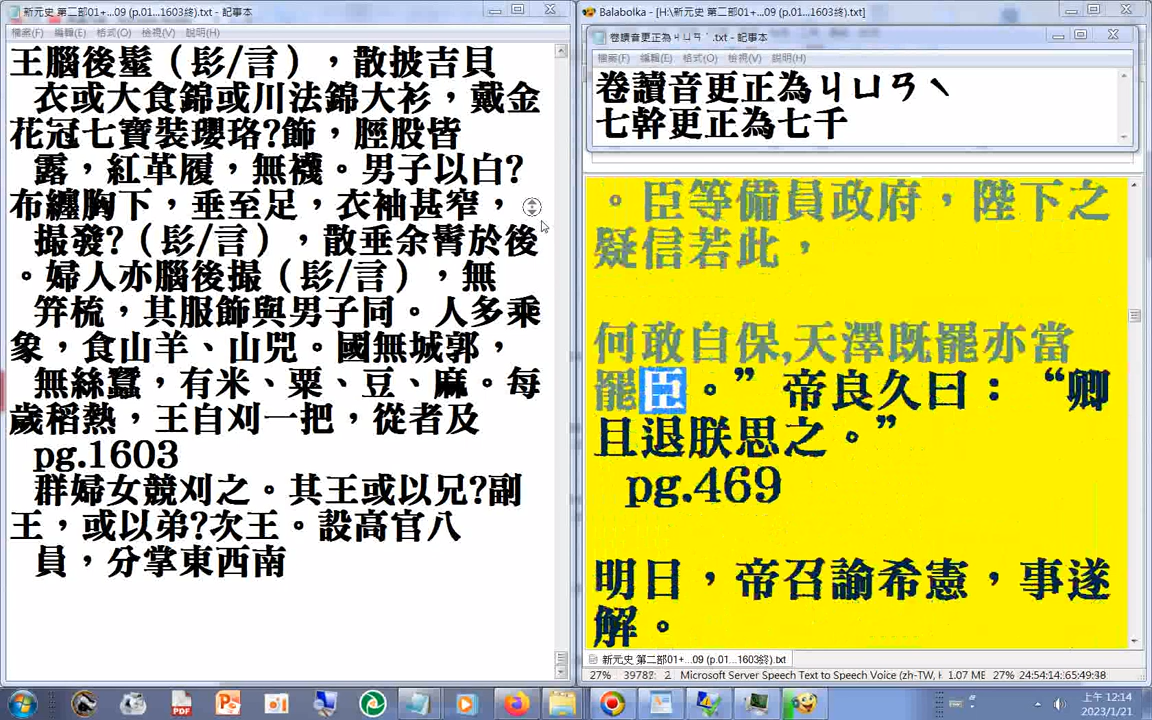 新元史 第二部01+...09 (p.01...1603終).txt - 記事本
檔案(F) 編輯(E) 格式(O) 檢視(V) 說明(H)
王腦後髽（髟/言），散披吉貝
衣或大食錦或川法錦大衫，戴金
花冠七寶裝瓔珞?飾，脛股皆
露，紅革履，無襪。男子以白?
布纏胸下，垂至足，衣袖甚窄，
撮發?（髟/言），散垂余髾於後
。婦人亦腦後撮（髟/言），無
笄梳，其服飾與男子同。人多乘
象，食山羊、山兕。國無城郭，
無絲蠶，有米、粟、豆、麻。每
歲稻熱，王自刈一把，從者及
pg.1603
群婦女競刈之。其王或以兄?副
王，或以弟?次王。設高官八
員，分掌東西南
Balabolka - [H:\新元史 第二部01+...09 (p.01...1603終).txt]
卷讀音更正為ㄐㄩㄢˋ.txt - 記事本
檔案(F) 編輯(E) 格式(O) 檢視(V) 說明(H)
卷讀音更正為ㄐㄩㄢˋ
七幹更正為七千
。臣等備員政府，陛下之
疑信若此，
何敢自保,天澤既罷亦當
罷臣。” 帝良久曰：“卿
且退朕思之。”
pg.469
明日，帝召諭希憲，事遂
解。
新元史 第二部01+...09 (p.01...1603終).txt
27% 39782: 2 Microsoft Server Speech Text to Speech Voice (zh-TW, H 1.07 MB 27% 24:54:14:65:49:38
上午 12:14
2023/1/21